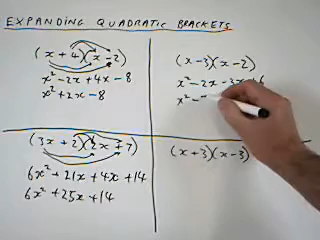 EXPANDING QUADRATIC BRACKETS
(x + 4)(x - 2)
x² - 2x + 4x - 8
x² + 2x - 8
(x - 3)(x - 2)
x² - 2x - 3x + 6
x² -
(3x + 2)(2x + 7)
6x² + 21x + 4x + 14
6x² + 25x + 14
(x + 3)(x - 3)